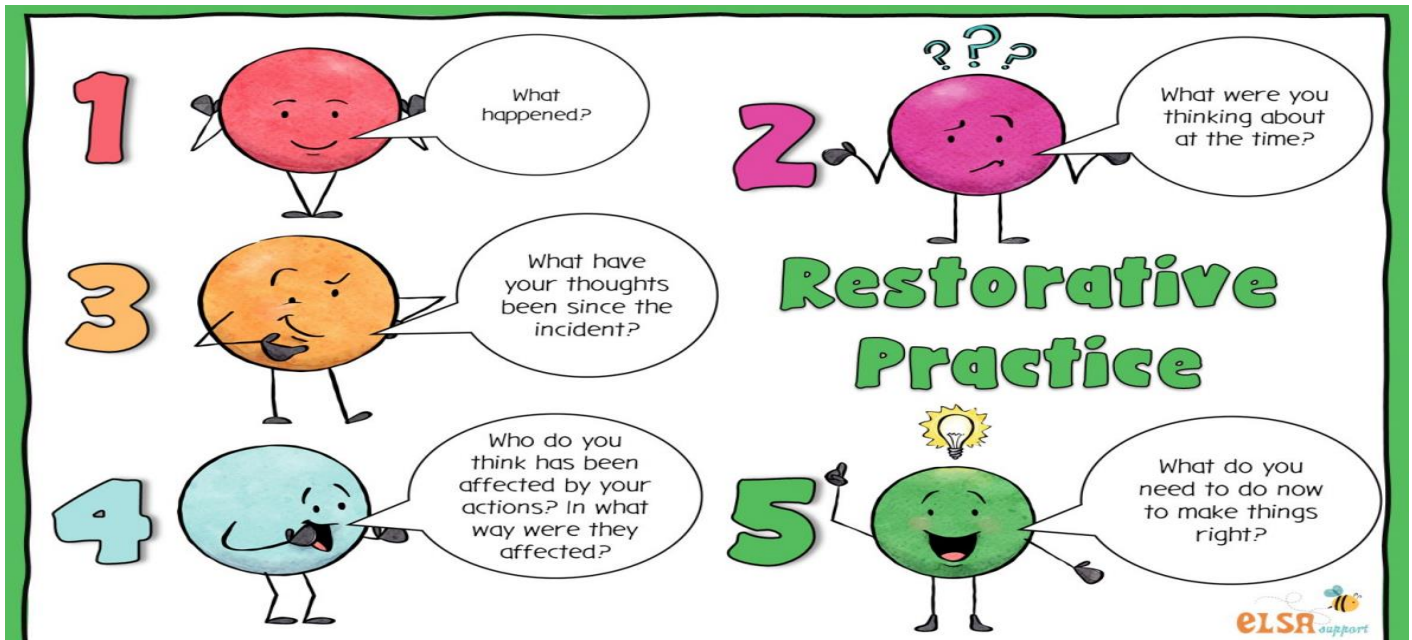 1
What
happened?
2
???
What were you
thinking about
at the time?
3
What have
your thoughts
been since the
incident?
Restorative
Practice
4
Who do you
think has been
affected by your
actions? In what
way were they
affected?
5
What do you
need to do now
to make things
right?
eLSA support